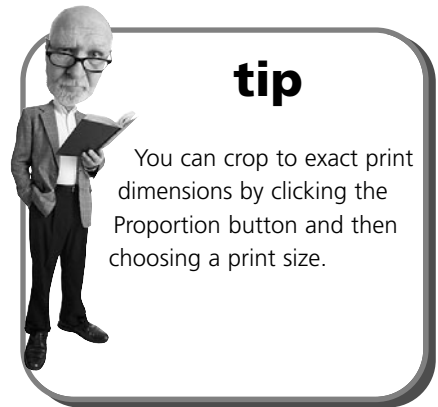 tip
You can crop to exact print
dimensions by clicking the
Proportion button and then
choosing a print size.